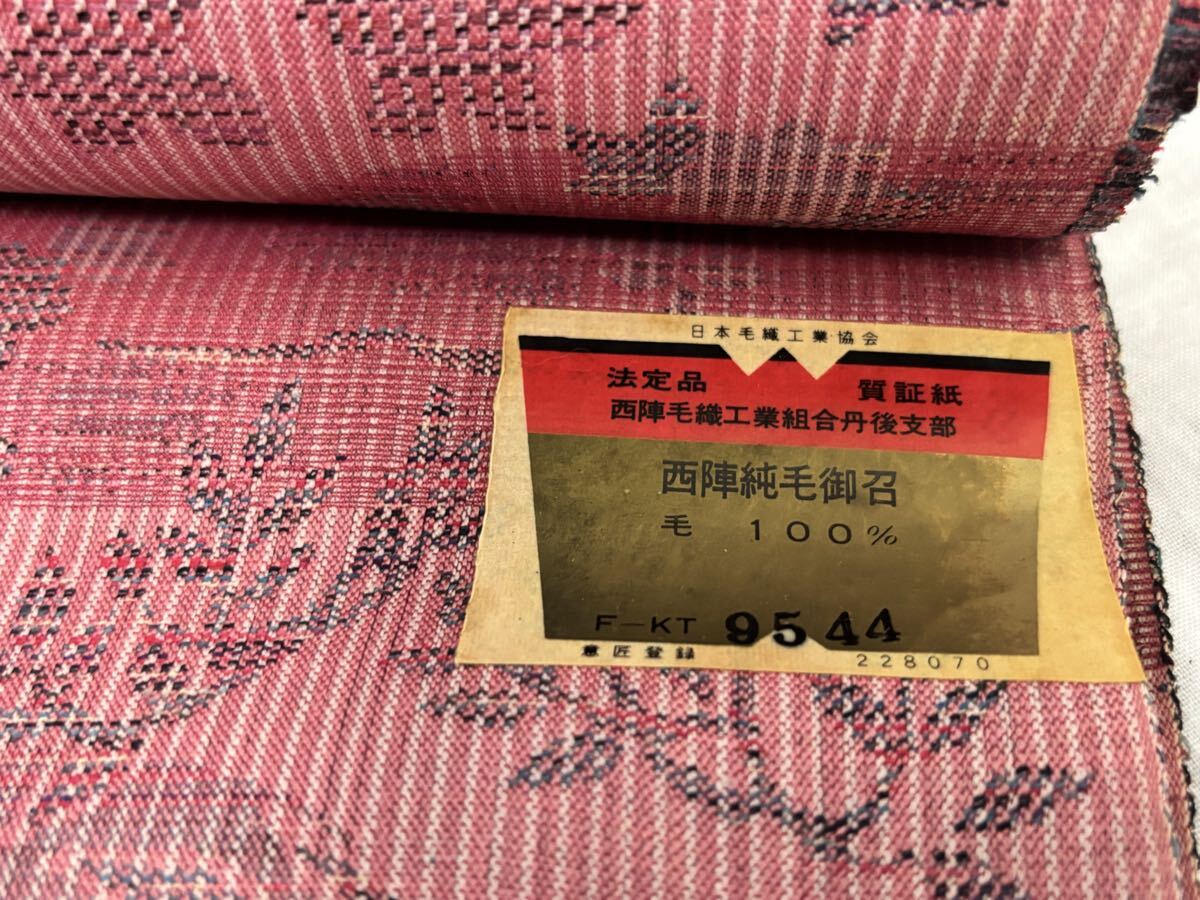 日本毛織工業協会
法定品 質証紙
西陣毛織工業組合丹後支部
西陣純毛御召
毛 100%
F-KT 9544
意匠登録 228070